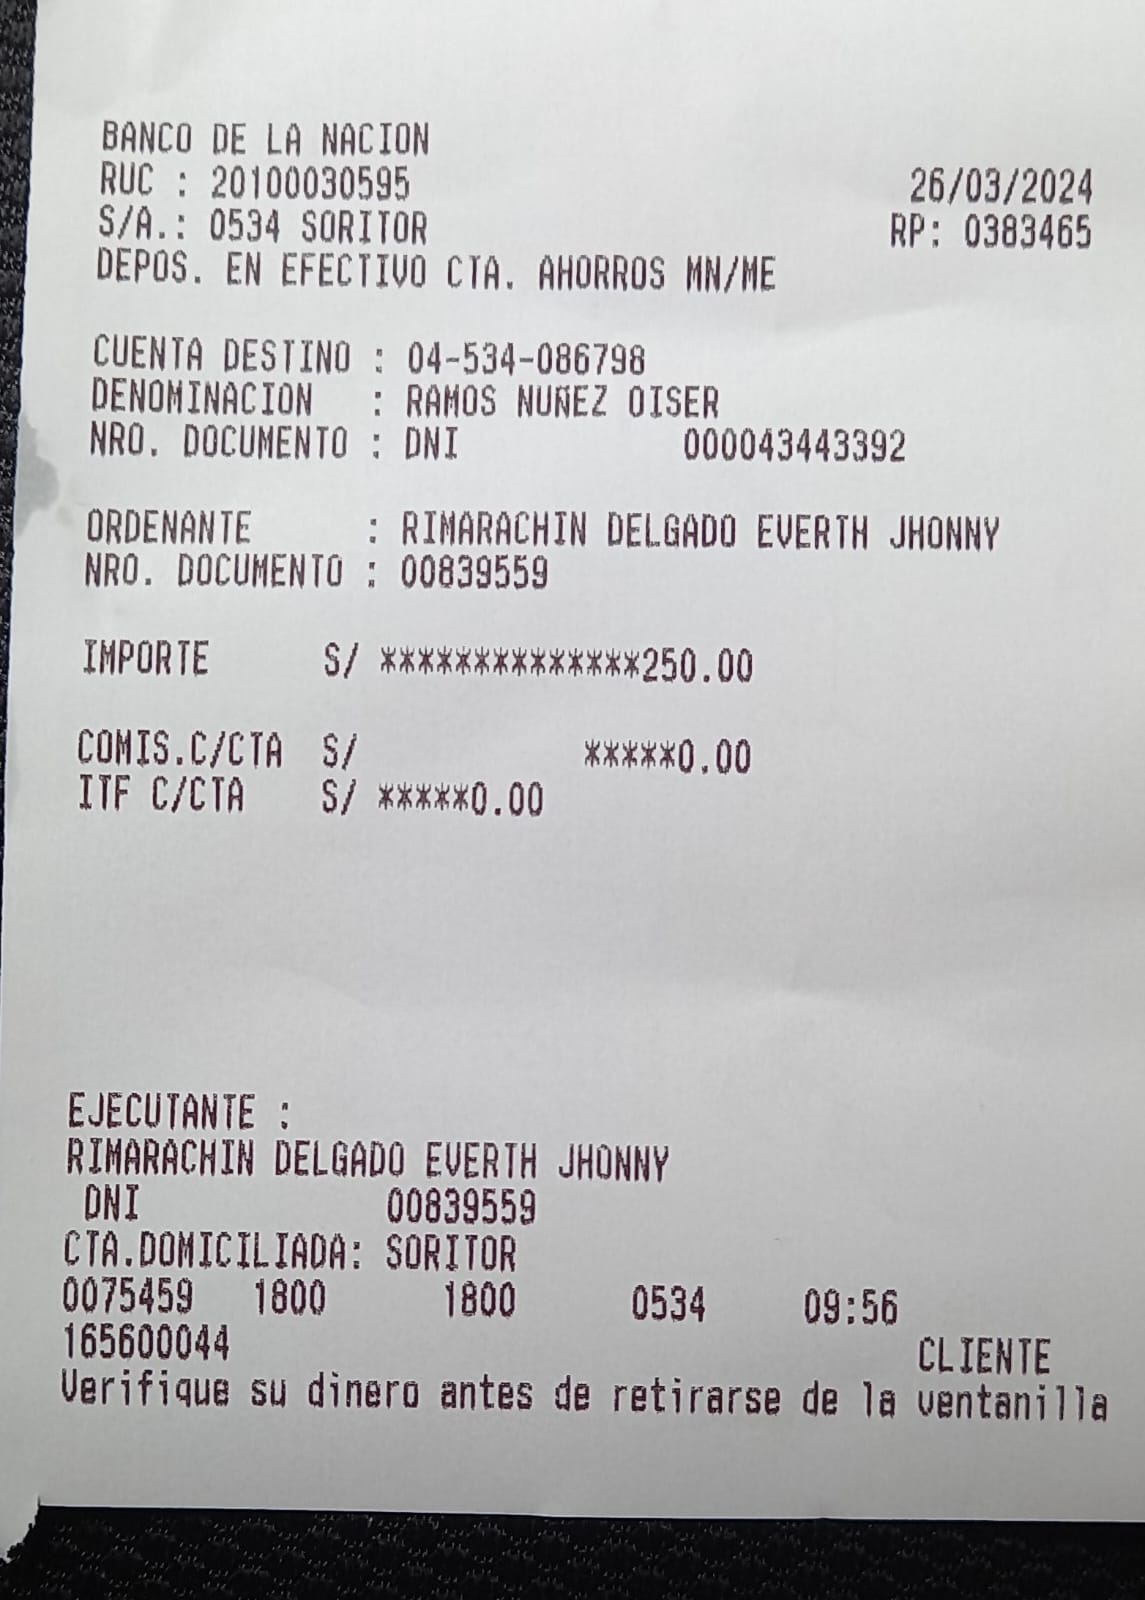 BANCO DE LA NACION
RUC : 20100030595 26/03/2024
S/A.: 0534 SORITOR RP: 0383465
DEPOS. EN EFECTIVO CTA. AHORROS MN/ME
CUENTA DESTINO : 04-534-086798
DENOMINACION : RAMOS NUÑEZ OISER
NRO. DOCUMENTO : DNI 000043443392
ORDENANTE : RIMARACHIN DELGADO EVERTH JHONNY
NRO. DOCUMENTO : 00839559
IMPORTE S/ **************250.00
COMIS.C/CTA S/ *****0.00
ITF C/CTA S/ *****0.00
EJECUTANTE :
RIMARACHIN DELGADO EVERTH JHONNY
DNI 00839559
CTA.DOMICILIADA: SORITOR
0075459 1800 1800 0534 09:56
165600044 CLIENTE
Verifique su dinero antes de retirarse de la ventanilla